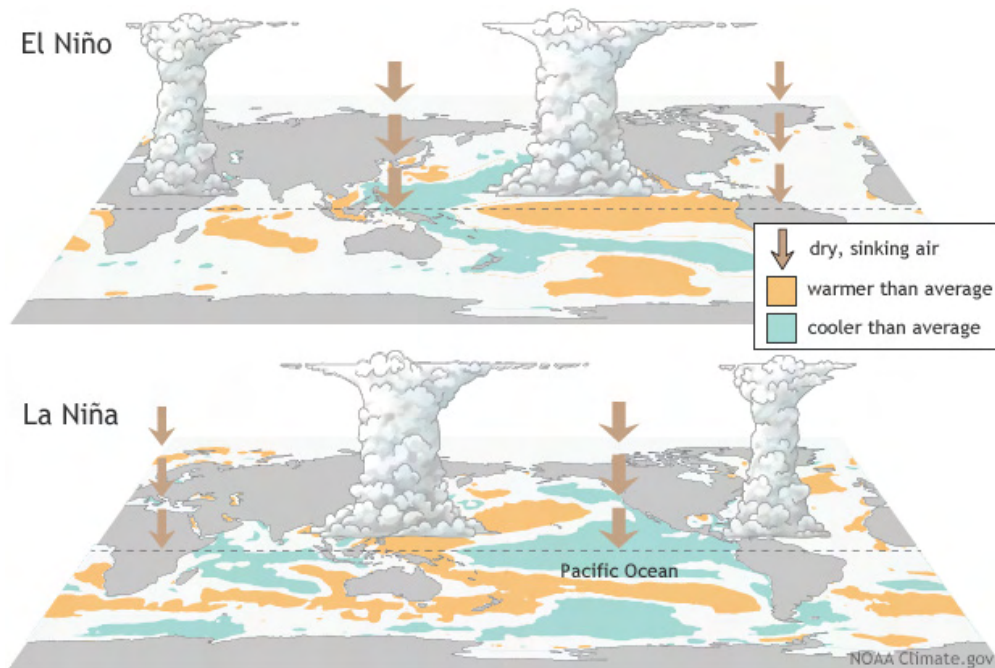 El Niño
dry, sinking air
warmer than average
cooler than average
La Niña
Pacific Ocean
NOAA Climate.gov